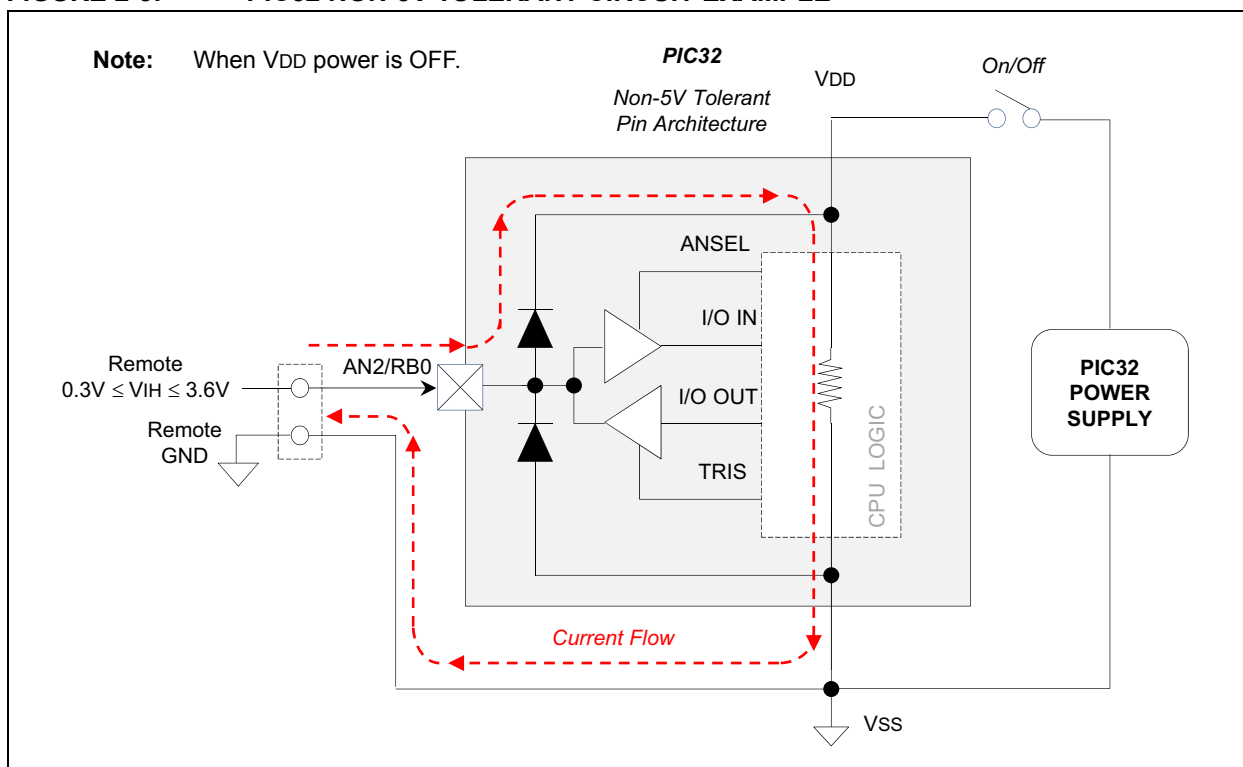 Note: When VDD power is OFF.
PIC32
Non-5V Tolerant
Pin Architecture
VDD
On/Off
ANSEL
I/O IN
AN2/RB0
Remote
0.3V ≤ VIH ≤ 3.6V
I/O OUT
Remote
GND
TRIS
CPU LOGIC
PIC32
POWER
SUPPLY
Current Flow
VSS